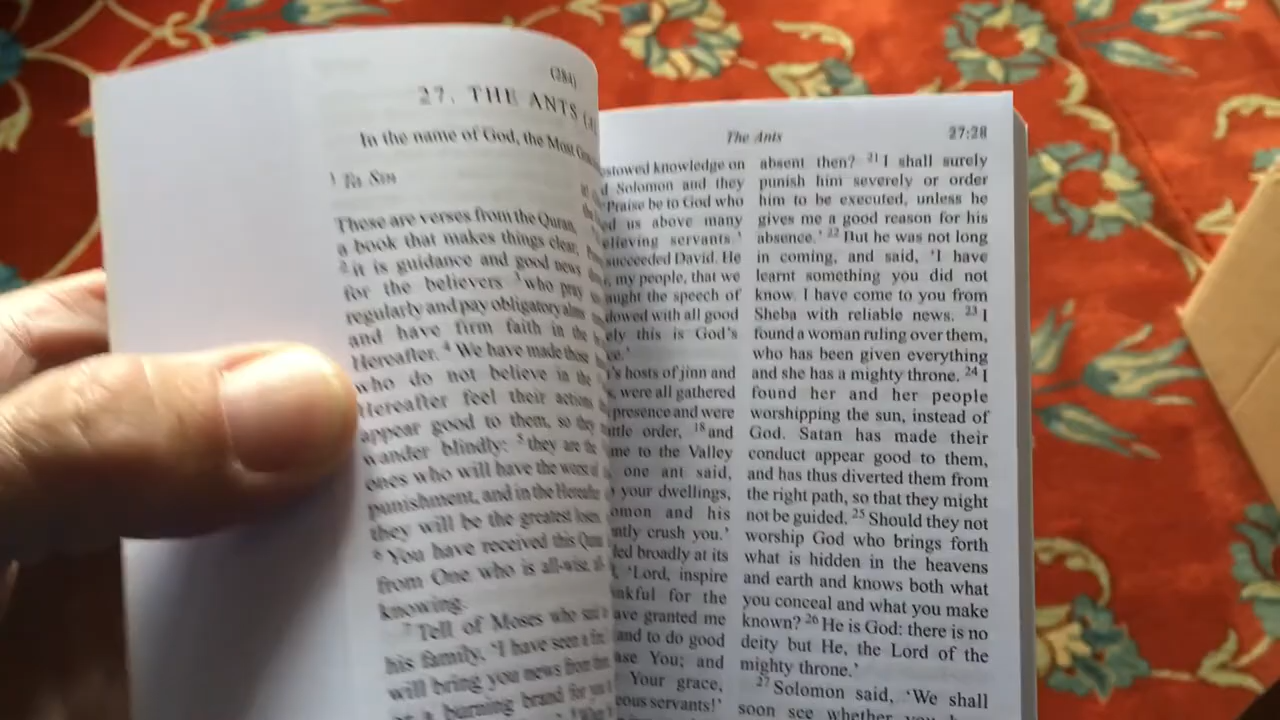 (284)
27. THE ANTS
In the name of God, the Most
1 Ta Sin
These are verses from the Quran,
a book that makes things clear;
2 it is guidance and good news
for the believers 3 who pray
regularly and pay obligatory alms
and have firm faith in the
Hereafter. 4 We have made those
who do not believe in the
Hereafter feel their actions
appear good to them, so they
wander blindly: 5 they are the
ones who will have the worst of
punishment, and in the Hereafter
they will be the greatest losers.
6 You have received this Quran
from One who is all-wise, all-
knowing.
7 Tell of Moses who said to
his family, ‘I have seen a fire.
will bring you news from there
or a burning brand for you
The Ants
27:28
knowledge on
Solomon and they
‘Praise be to God who
us above many
believing servants.’
succeeded David. He
my people, that we
the speech of
with all good
this is God’s
hosts of jinn and
were all gathered
presence and were
order, 18 and
to the Valley
one ant said,
your dwellings,
and his
crush you.’
broadly at its
‘Lord, inspire
for the
granted me
and to do good
You; and
Your grace,
servants!’
absent then? 21 I shall surely
punish him severely or order
him to be executed, unless he
gives me a good reason for his
absence.’ 22 But he was not long
in coming, and said, ‘I have
learnt something you did not
know. I have come to you from
Sheba with reliable news. 23 I
found a woman ruling over them,
who has been given everything
and she has a mighty throne. 24 I
found her and her people
worshipping the sun, instead of
God. Satan has made their
conduct appear good to them,
and has thus diverted them from
the right path, so that they might
not be guided. 25 Should they not
worship God who brings forth
what is hidden in the heavens
and earth and knows both what
you conceal and what you make
known? 26 He is God: there is no
deity but He, the Lord of the
mighty throne.’
27 Solomon said, ‘We shall
soon see whether you